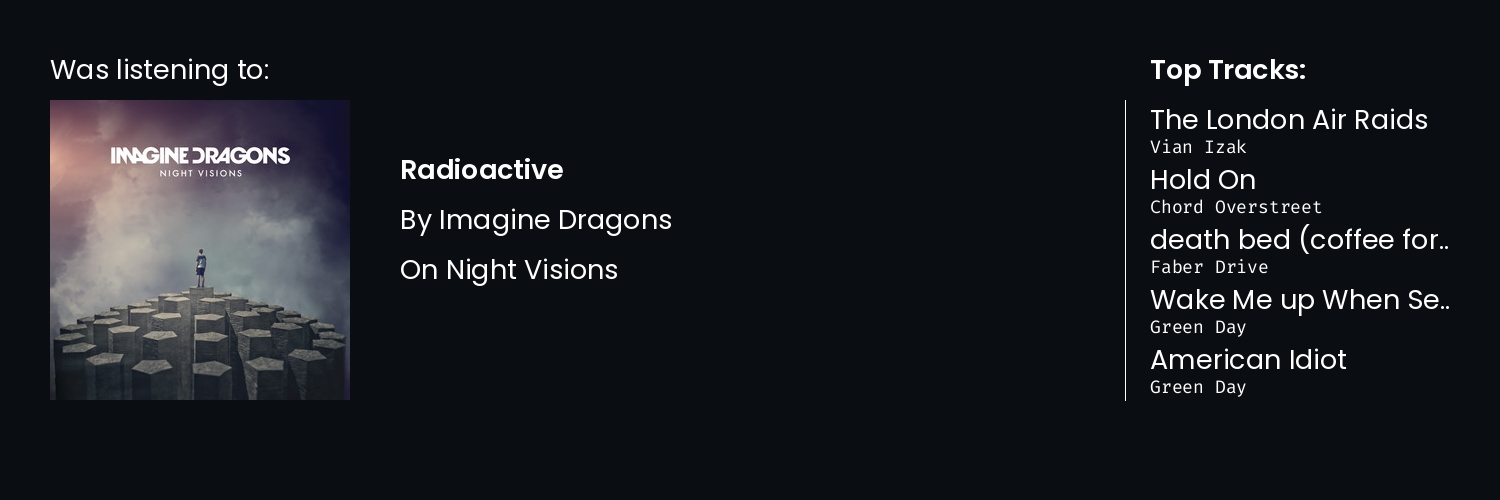 Was listening to:
IMAGINE DRAGONS
NIGHT VISIONS
Radioactive
By Imagine Dragons
On Night Visions
Top Tracks:
The London Air Raids
Vian Izak
Hold On
Chord Overstreet
death bed (coffee for..
Faber Drive
Wake Me up When Se..
Green Day
American Idiot
Green Day